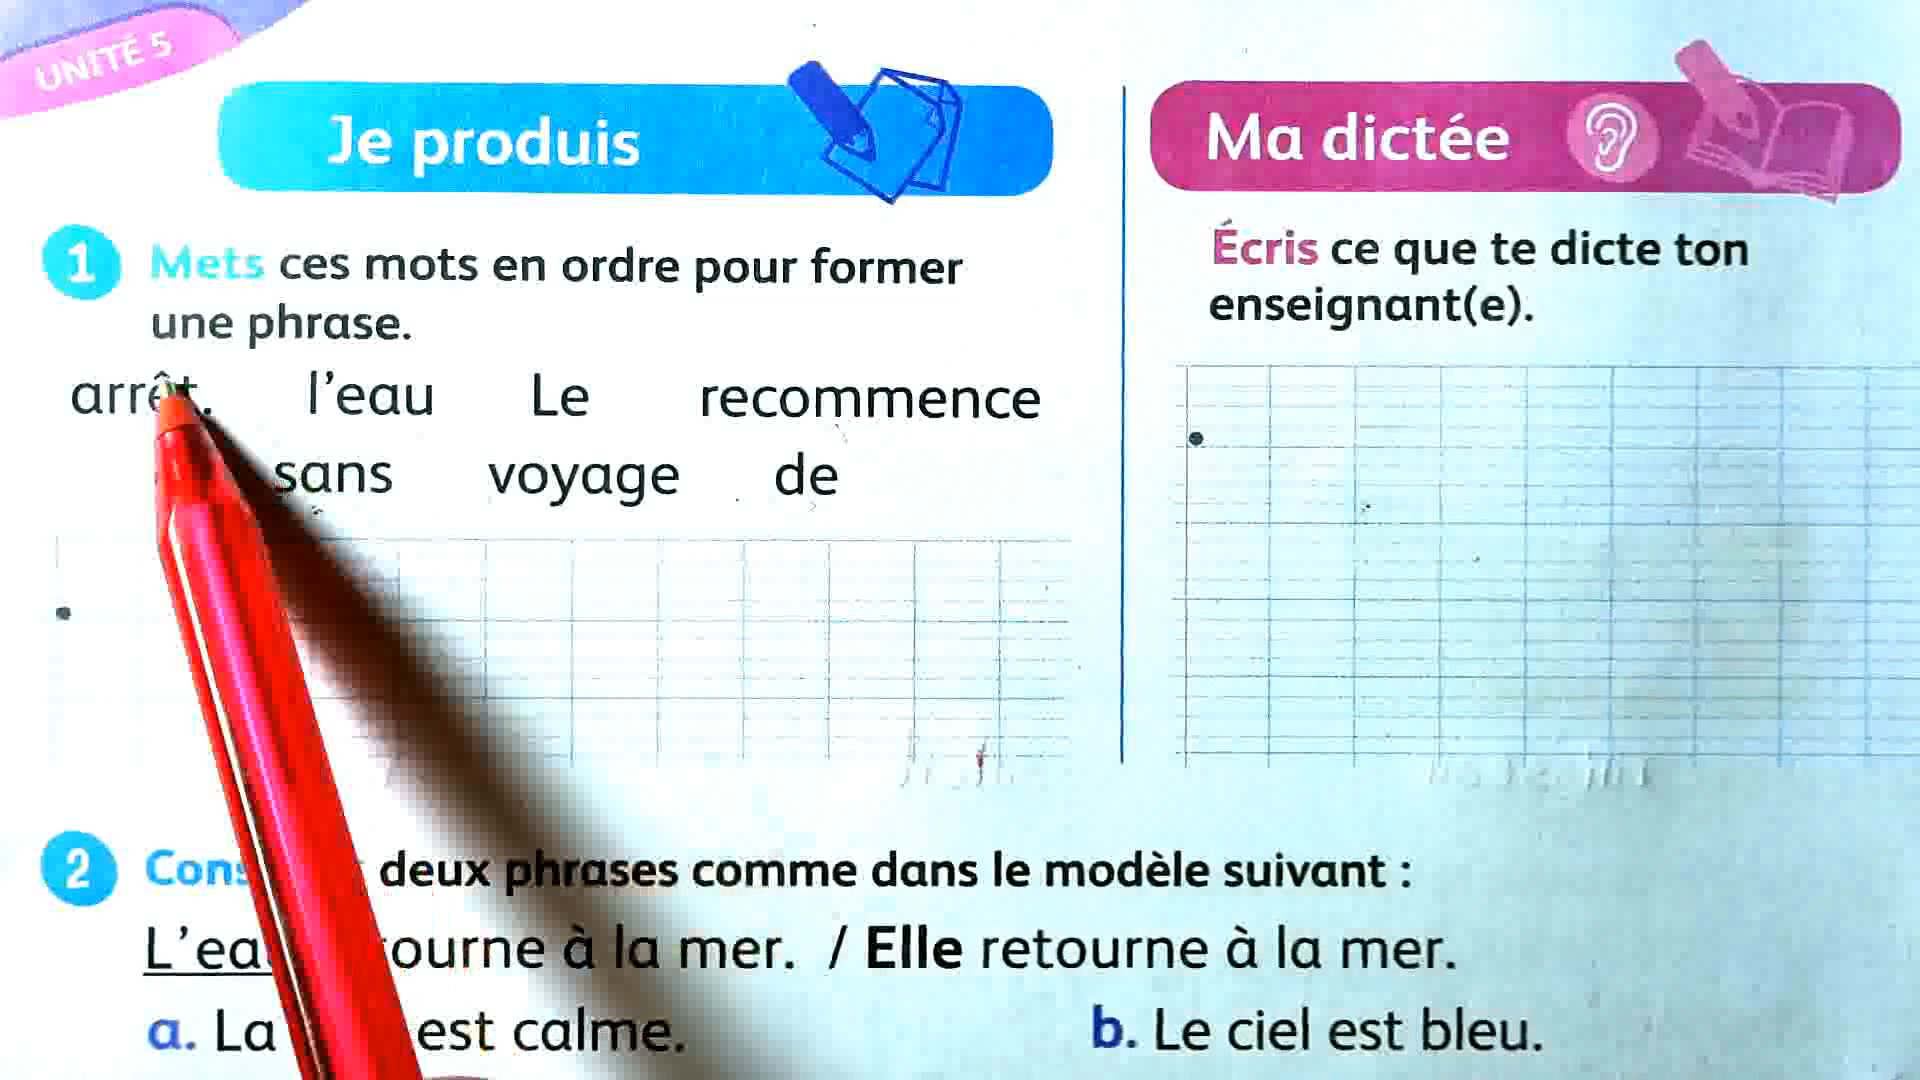 UNITÉ 5
Je produis
1 Mets ces mots en ordre pour former
une phrase.
arrêt. l'eau Le recommence
sans voyage de
2 deux phrases comme dans le modèle suivant :
L'ea tourne à la mer. / Elle retourne à la mer.
a. La est calme.
b. Le ciel est bleu.
Ma dictée
Écris ce que te dicte ton
enseignant(e).